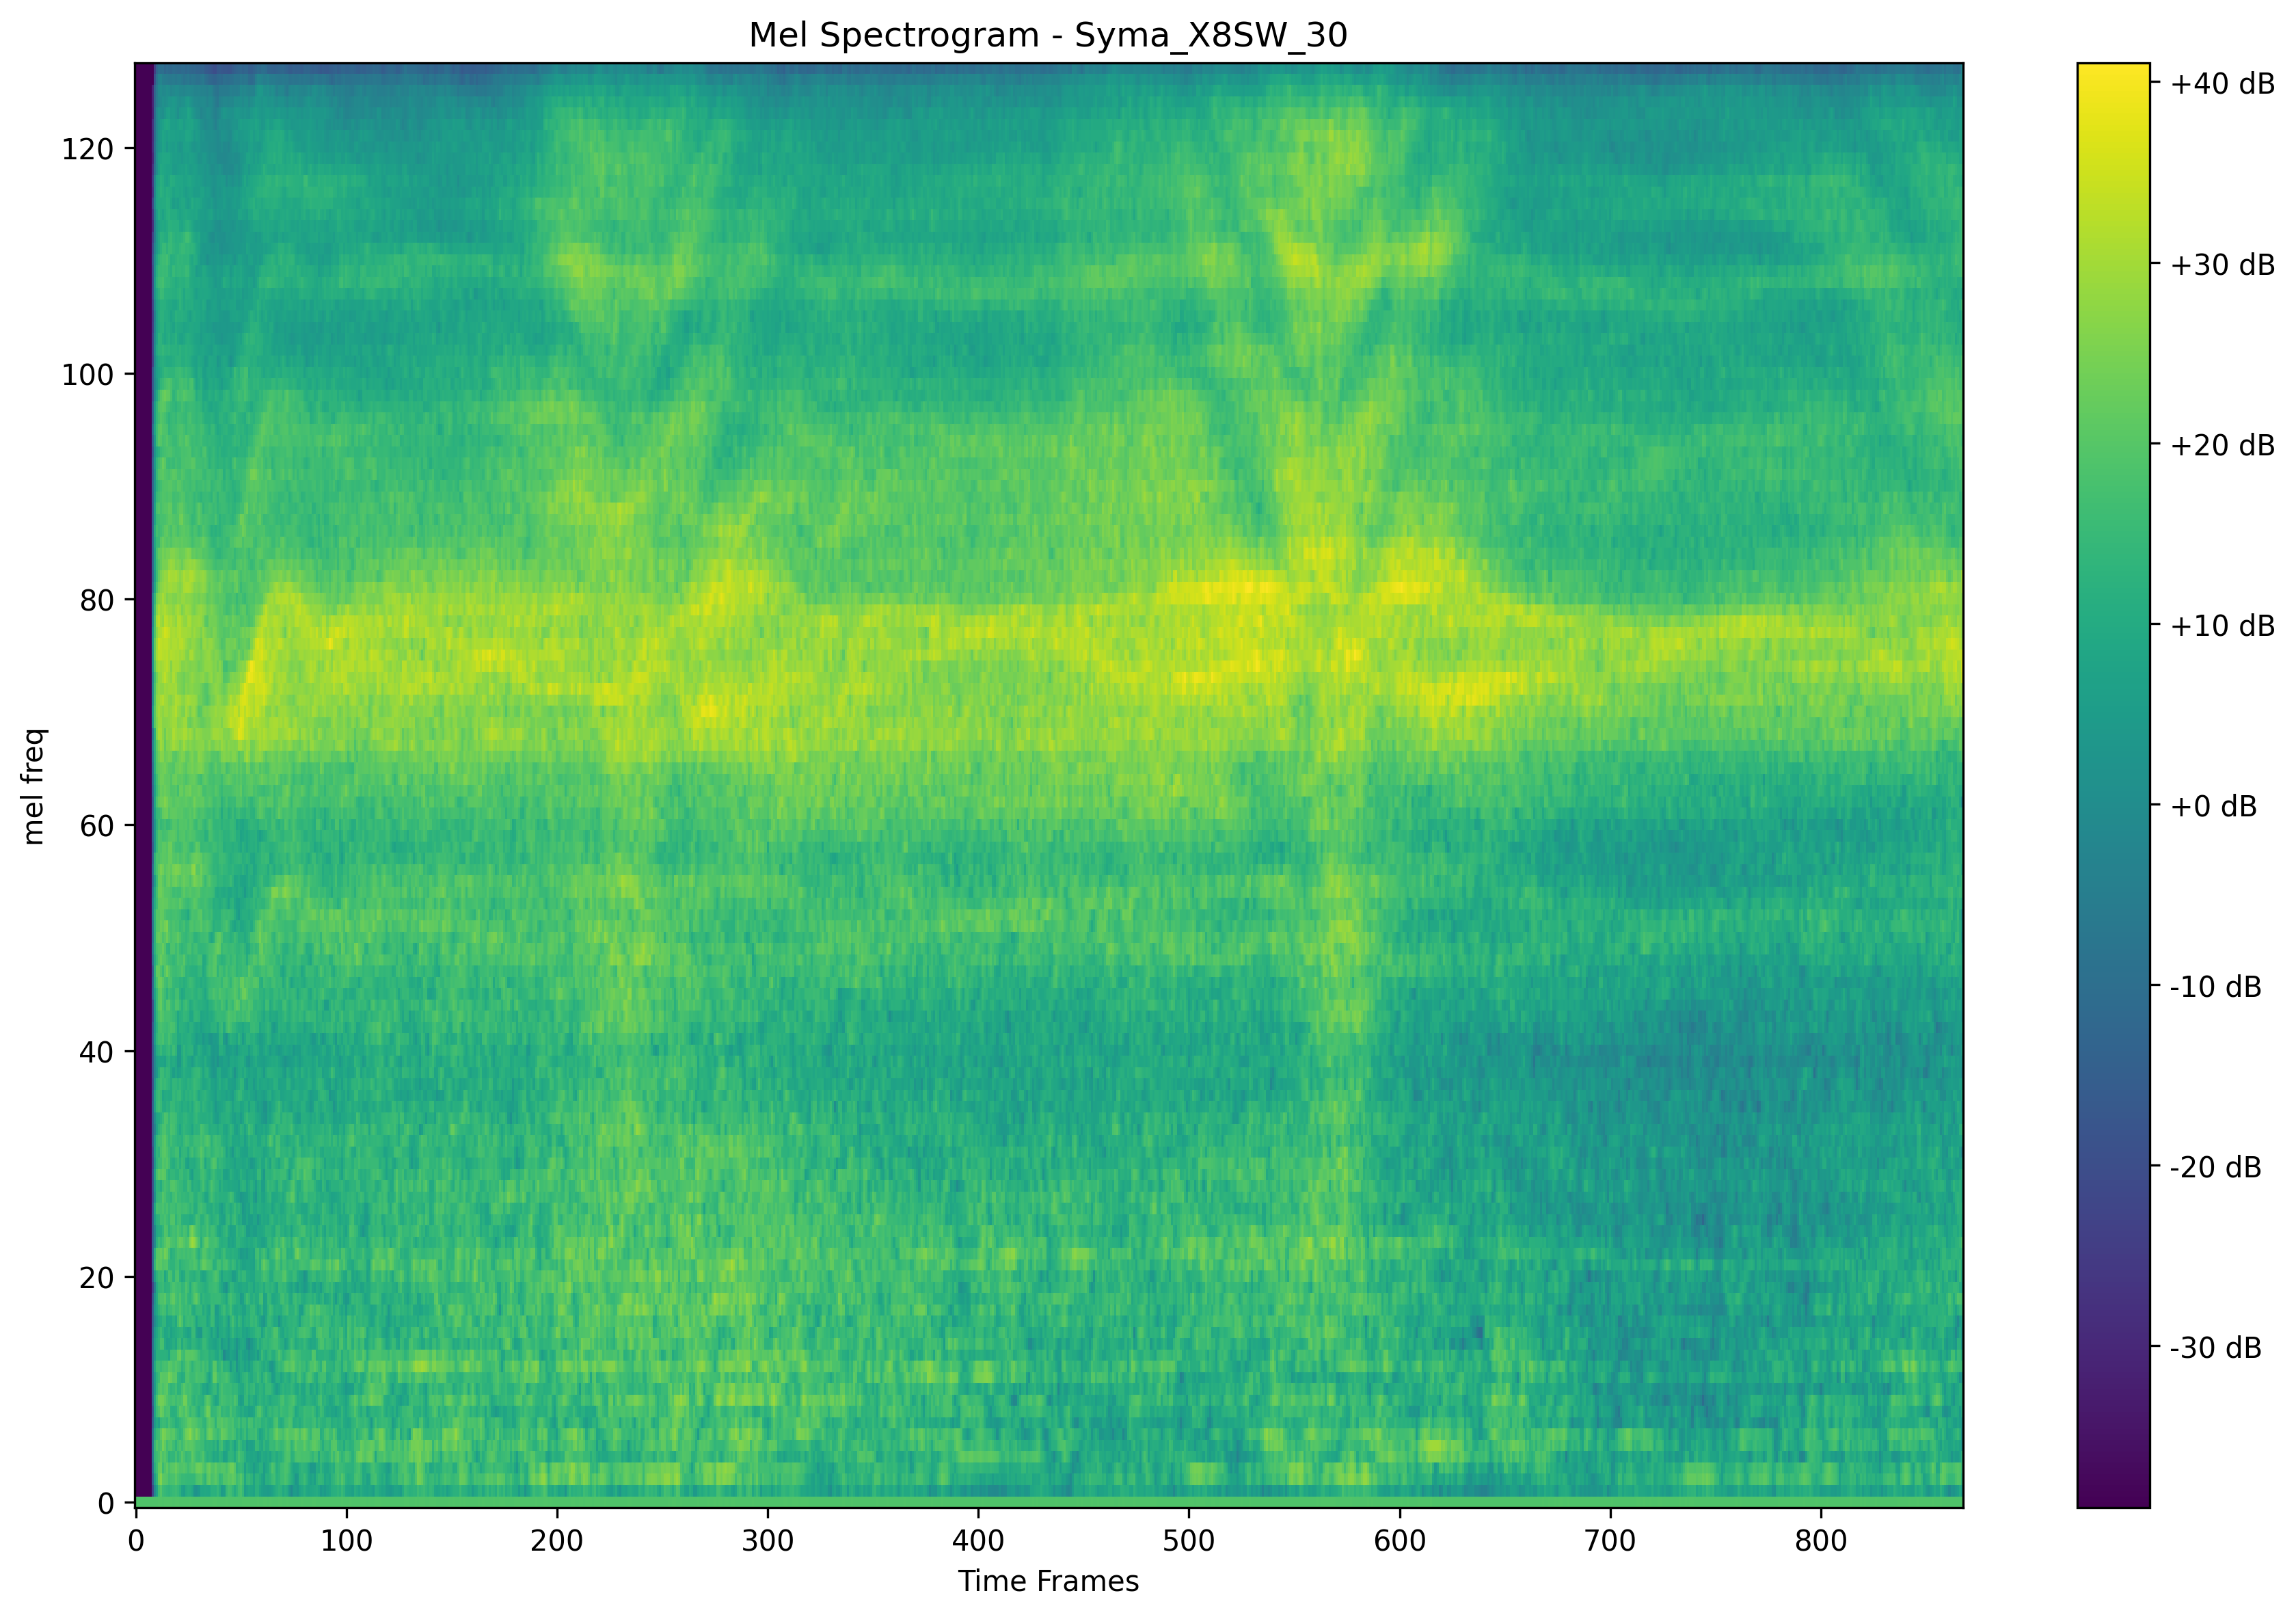 Mel Spectrogram - Syma_X8SW_30
mel freq
120
100
80
60
40
20
0
0 100 200 300 400 500 600 700 800
Time Frames
+40 dB
+30 dB
+20 dB
+10 dB
+0 dB
-10 dB
-20 dB
-30 dB